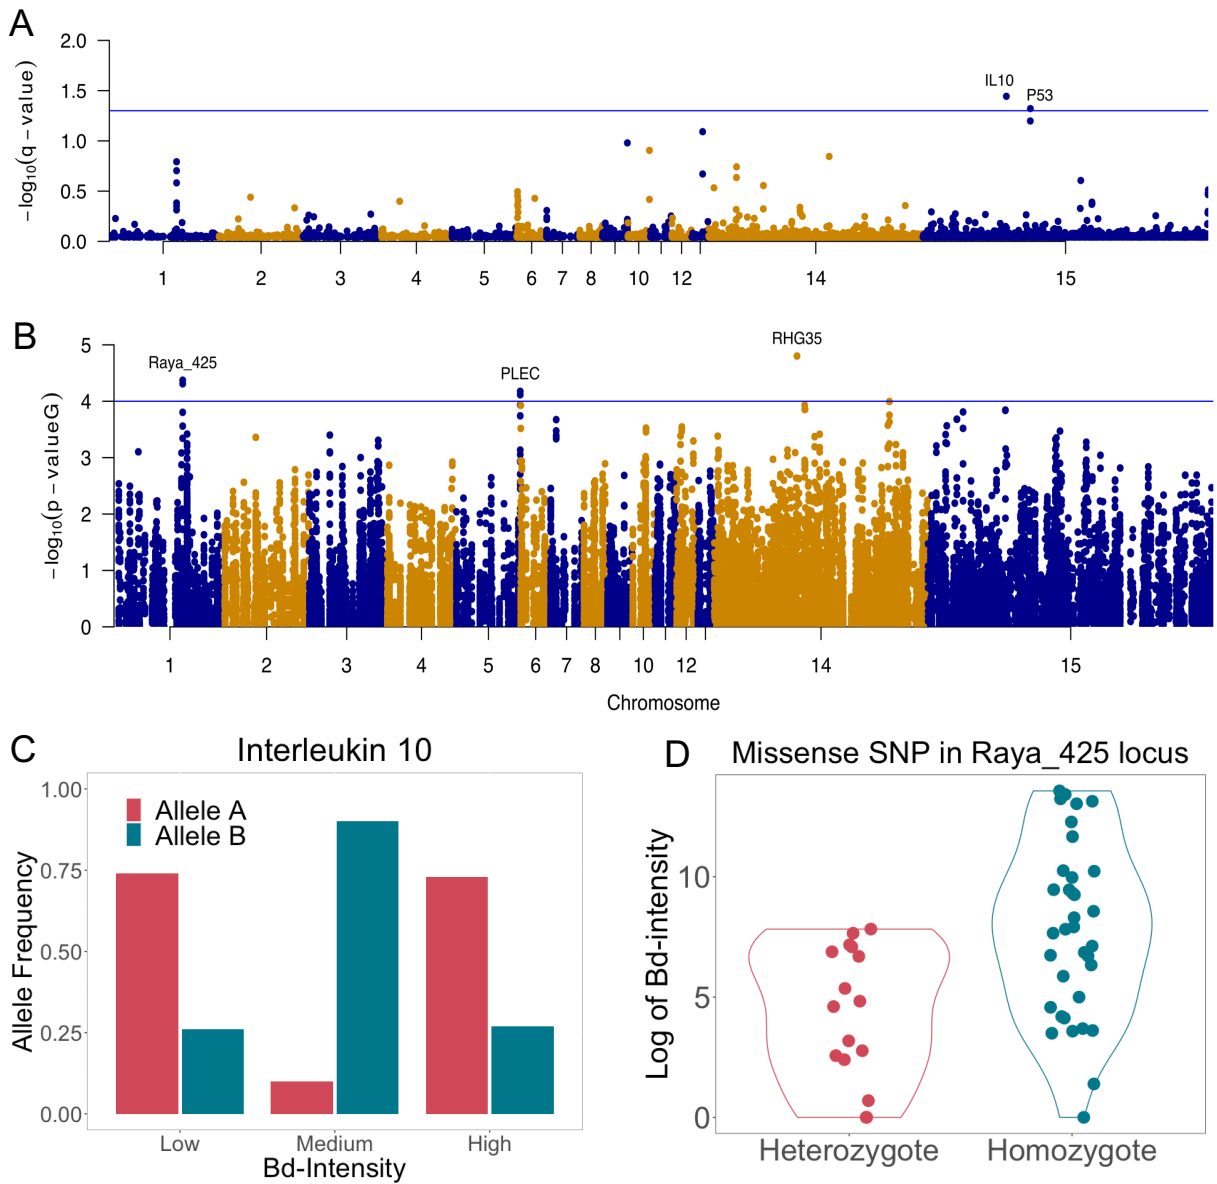 A
2.0
1.5
1.0
0.5
0.0
−log10(q − value)
IL10
P53
1 2 3 4 5 6 7 8 10 12 14 15
B
5
4
3
2
1
0
−log10(p − valueG)
Raya_425
PLEC
RHG35
1 2 3 4 5 6 7 8 10 12 14 15
Chromosome
C
Interleukin 10
1.00
0.75
0.50
0.25
0.00
Allele Frequency
Allele A
Allele B
Low Medium High
Bd-Intensity
D
Missense SNP in Raya_425 locus
10
5
0
Log of Bd-intensity
Heterozygote Homozygote